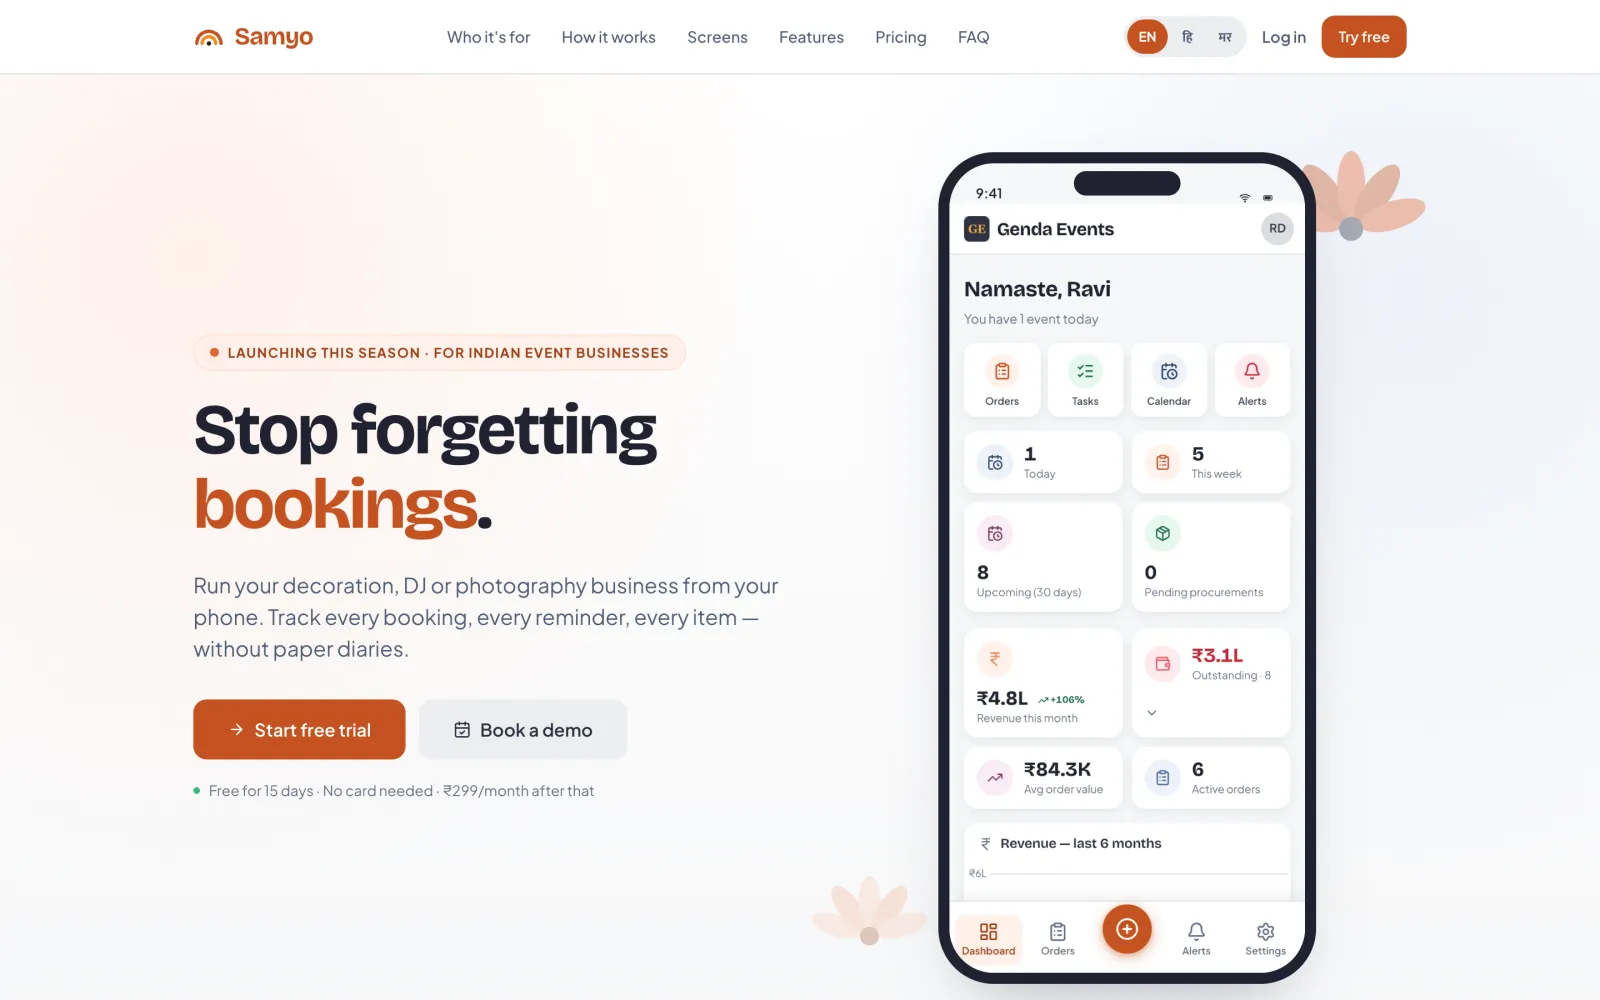 Samyo
Who it's for
How it works
Screens
Features
Pricing
FAQ
EN
हि
मर
Log in
Try free
LAUNCHING THIS SEASON · FOR INDIAN EVENT BUSINESSES
Stop forgetting
bookings.
Run your decoration, DJ or photography business from your
phone. Track every booking, every reminder, every item —
without paper diaries.
Start free trial
Book a demo
Free for 15 days · No card needed · ₹299/month after that
9:41
GE
Genda Events
RD
Namaste, Ravi
You have 1 event today
Orders
Tasks
Calendar
Alerts
1
Today
5
This week
8
Upcoming (30 days)
0
Pending procurements
₹4.8L
+106%
Revenue this month
₹3.1L
Outstanding · 8
₹84.3K
Avg order value
6
Active orders
₹
Revenue — last 6 months
₹6L
Dashboard
Orders
Alerts
Settings